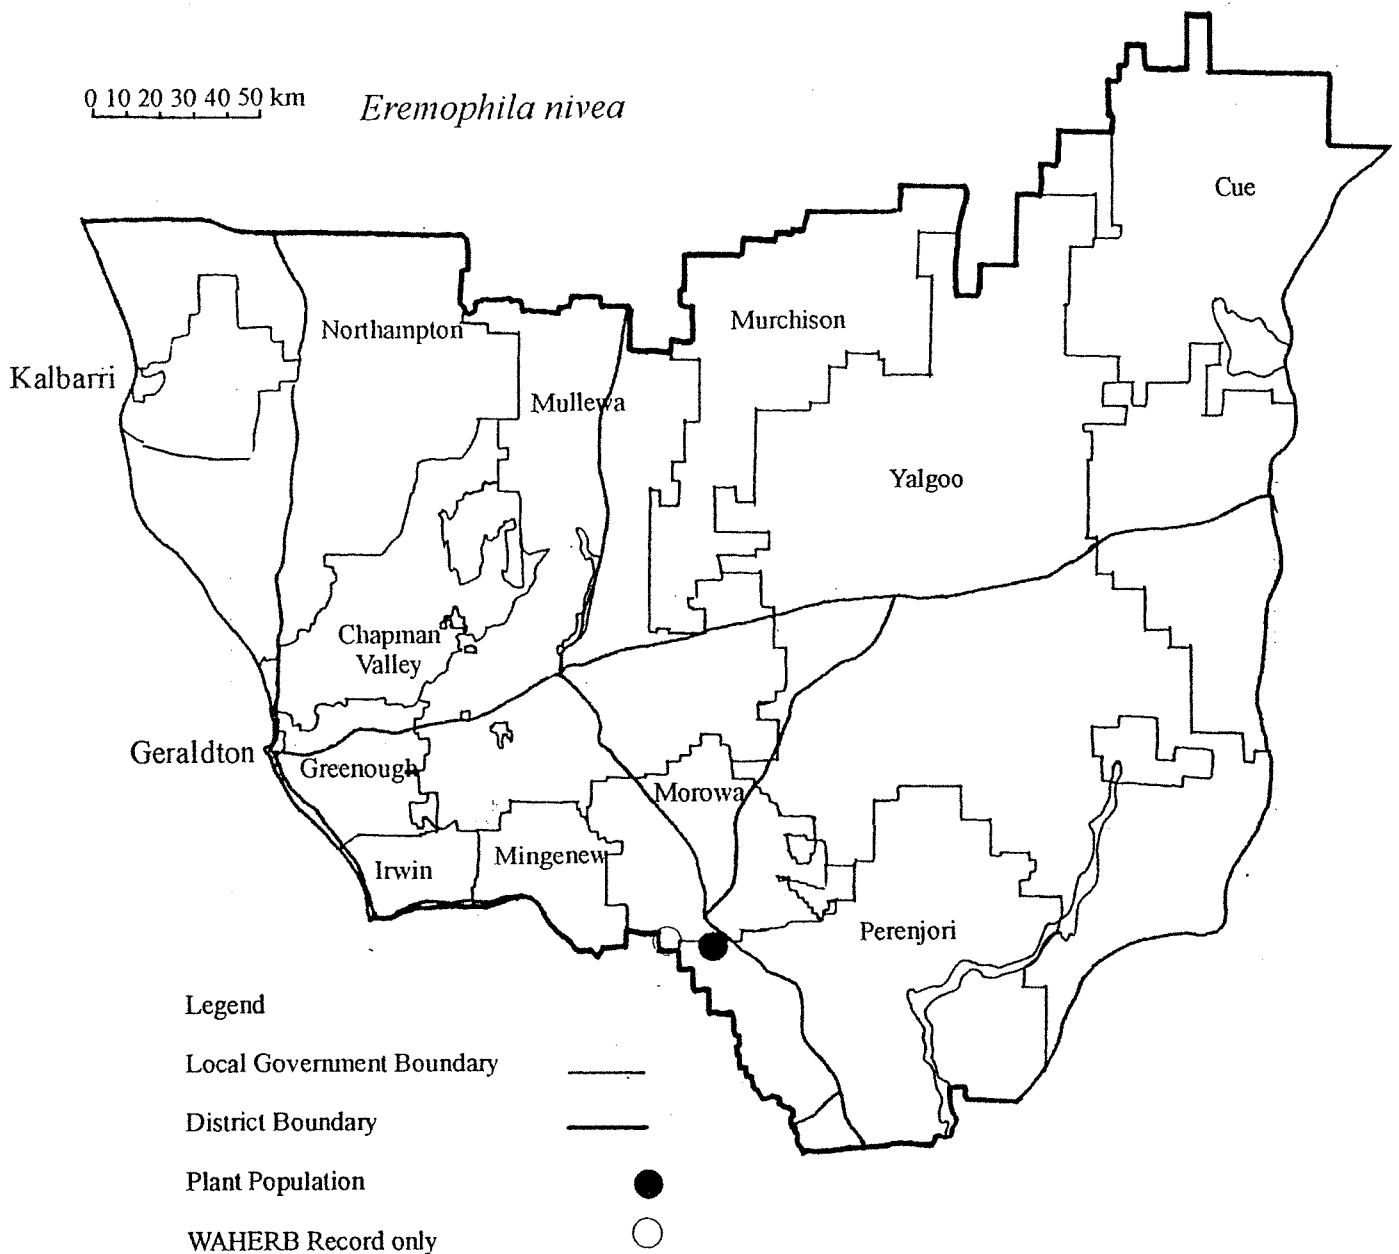 0 10 20 30 40 50 km
Eremophila nivea
Cue
Northampton
Murchison
Kalbarri
Mullewa
Yalgoo
Chapman
Valley
Geraldton
Greenough
Morowa
Irwin
Mingenew
Perenjori
Legend
Local Government Boundary
District Boundary
Plant Population
WAHERB Record only